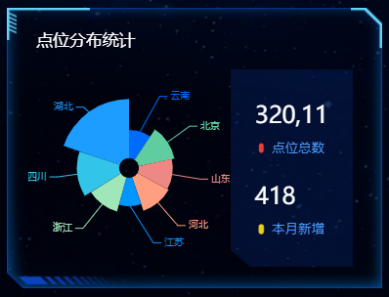 点位分布统计
湖北
云南
北京
四川
山东
浙江
河北
江苏
320,11
点位总数
418
本月新增